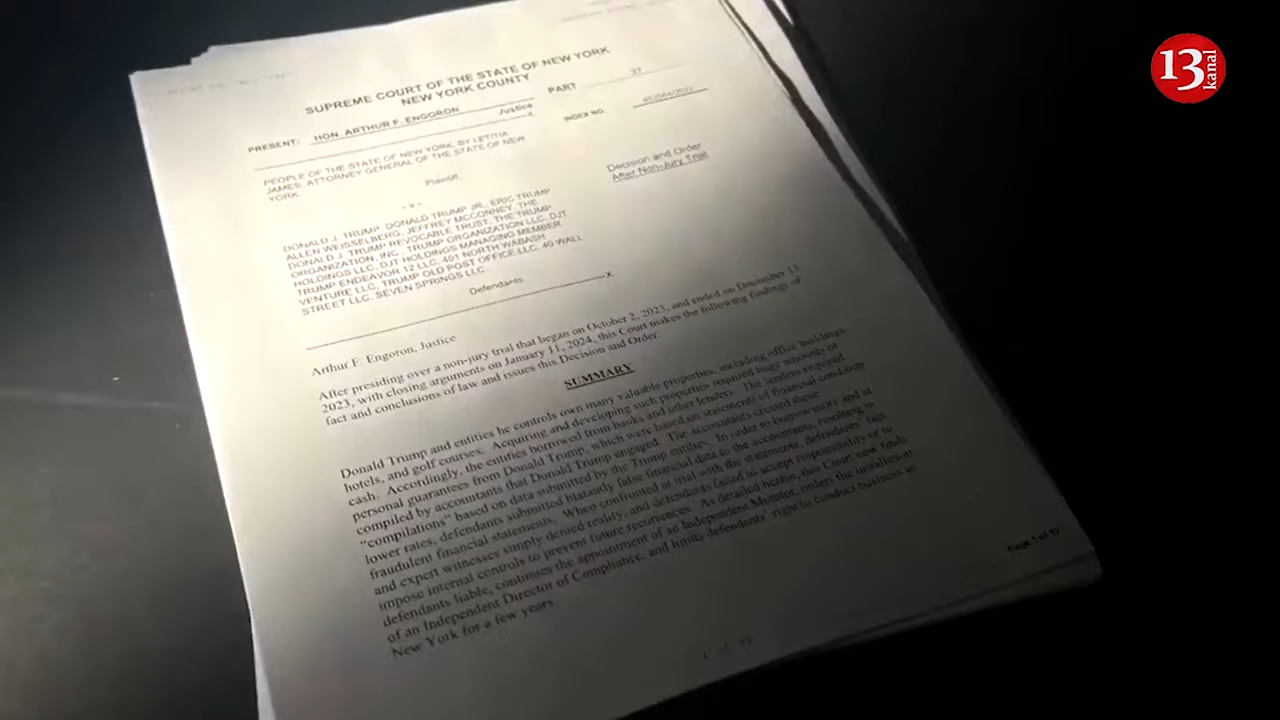 13
kanal
SUPREME COURT OF THE STATE OF NEW YORK
NEW YORK COUNTY
PRESENT: HON. ARTHUR F. ENGORON
PART 37
Justice
X
INDEX NO.
PEOPLE OF THE STATE OF NEW YORK, BY LETITIA
JAMES, ATTORNEY GENERAL OF THE STATE OF NEW
YORK,
Plaintiff,
- v -
Decision and Order
After Non-Jury Trial
DONALD J. TRUMP, DONALD TRUMP JR., ERIC TRUMP
ALLEN WEISSELBERG, JEFFREY MCCONNEY, THE
DONALD J. TRUMP REVOCABLE TRUST, THE TRUMP
ORGANIZATION, INC., TRUMP ORGANIZATION LLC, DJT
HOLDINGS LLC, DJT HOLDINGS MANAGING MEMBER
TRUMP ENDEAVOR 12 LLC, 401 NORTH WABASH
VENTURE LLC, TRUMP OLD POST OFFICE LLC, 40 WALL
STREET LLC, SEVEN SPRINGS LLC
Defendants
X
Arthur F. Engoron, Justice
After presiding over a non-jury trial that began on October 2, 2023, and ended on December 13
2023, with closing arguments on January 11, 2024, this Court makes the following findings of
fact and conclusions of law and issues this Decision and Order
SUMMARY
Donald Trump and entities he controls own many valuable properties, including office buildings
hotels, and golf courses. Acquiring and developing such properties required huge amounts of
cash. Accordingly, the entities borrowed from banks and other lenders. The lenders required
personal guarantees from Donald Trump, which were based on statements of financial condition
compiled by accountants that Donald Trump engaged. The accountants created these
"compilations" based on data submitted by the Trump entities. In order to borrow more and at
lower rates, defendants submitted blatantly false financial data to the accountants, resulting in
fraudulent financial statements. When confronted at trial with the statements, defendants' fact
and expert witnesses simply denied reality, and defendants failed to accept responsibility or to
impose internal controls to prevent future recurrences. As detailed herein, this Court now finds
defendants liable, continues the appointment of an Independent Monitor, orders the installation
of an Independent Director of Compliance, and limits defendants' right to conduct business in
New York for a few years.
Page 1 of